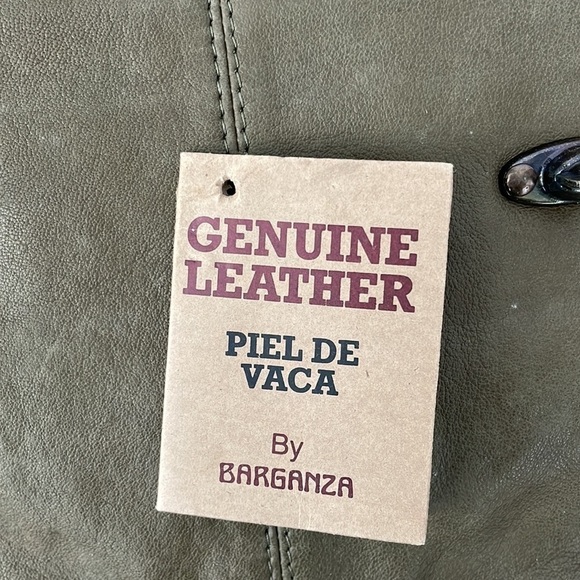 GENUINE
LEATHER
PIEL DE
VACA
By
BARGANZA